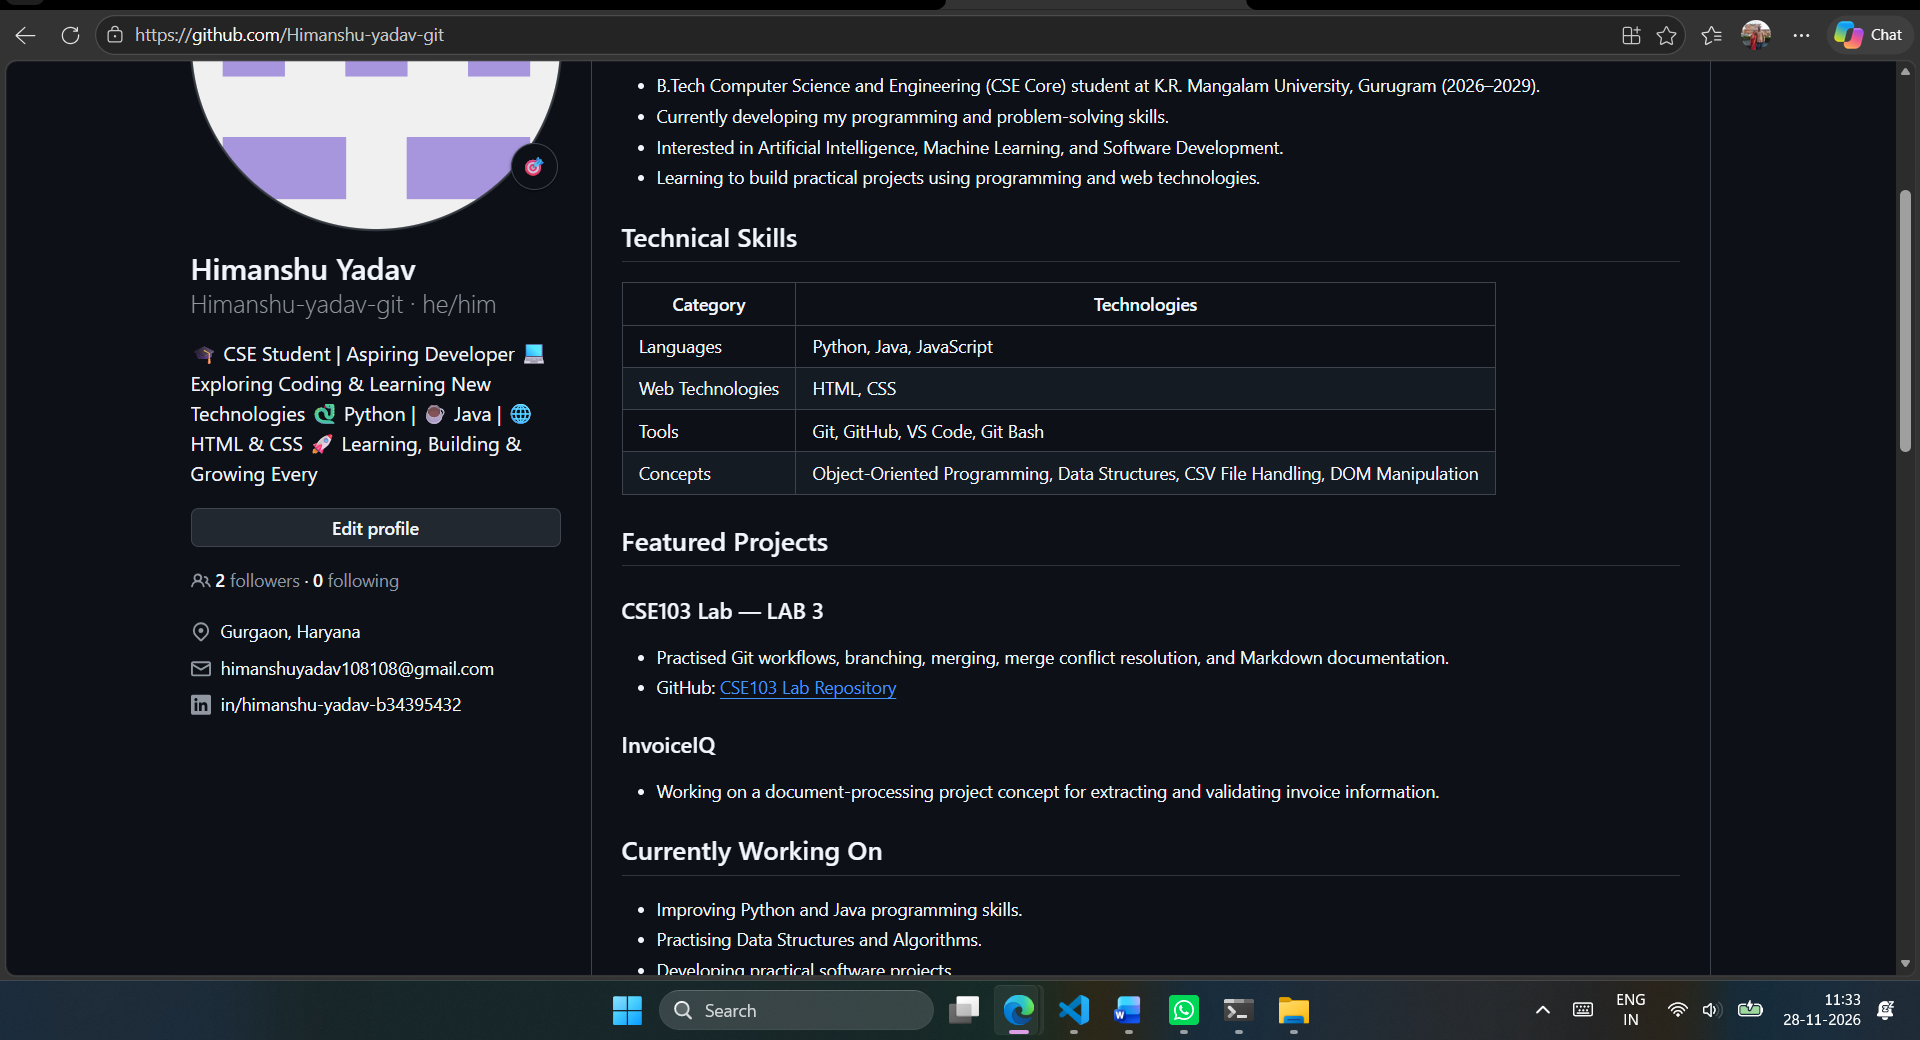 https://github.com/Himanshu-yadav-git
Chat
Himanshu Yadav
Himanshu-yadav-git · he/him
🎓 CSE Student | Aspiring Developer 💻
Exploring Coding & Learning New
Technologies 🐍 Python | ☕ Java | 🌐
HTML & CSS 🚀 Learning, Building &
Growing Every
Edit profile
2 followers · 0 following
Gurgaon, Haryana
himanshuyadav108108@gmail.com
in/himanshu-yadav-b34395432
• B.Tech Computer Science and Engineering (CSE Core) student at K.R. Mangalam University, Gurugram (2026–2029).
• Currently developing my programming and problem-solving skills.
• Interested in Artificial Intelligence, Machine Learning, and Software Development.
• Learning to build practical projects using programming and web technologies.
Technical Skills
Category Technologies
Languages Python, Java, JavaScript
Web Technologies HTML, CSS
Tools Git, GitHub, VS Code, Git Bash
Concepts Object-Oriented Programming, Data Structures, CSV File Handling, DOM Manipulation
Featured Projects
CSE103 Lab — LAB 3
• Practised Git workflows, branching, merging, merge conflict resolution, and Markdown documentation.
• GitHub: CSE103 Lab Repository
InvoiceIQ
• Working on a document-processing project concept for extracting and validating invoice information.
Currently Working On
• Improving Python and Java programming skills.
• Practising Data Structures and Algorithms.
• Developing practical software projects
Search
ENG
IN
11:33
28-11-2026